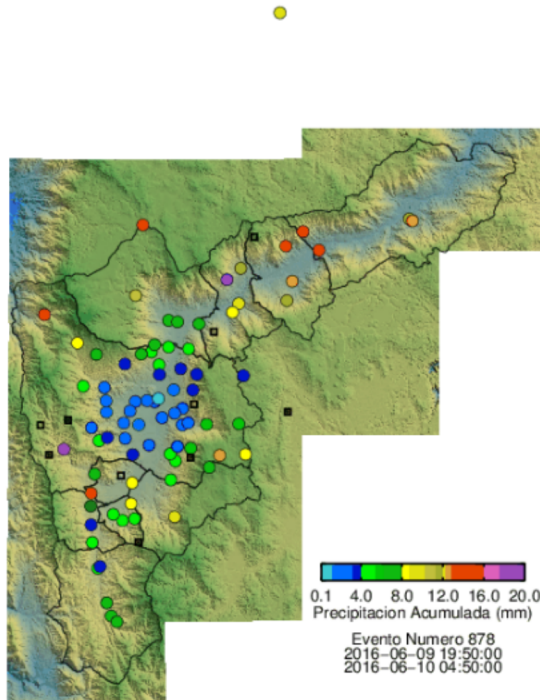 0.1 4.0 8.0 12.0 16.0 20.0
Precipitacion Acumulada (mm)
Evento Numero 878
2016-06-09 19:50:00
2016-06-10 04:50:00